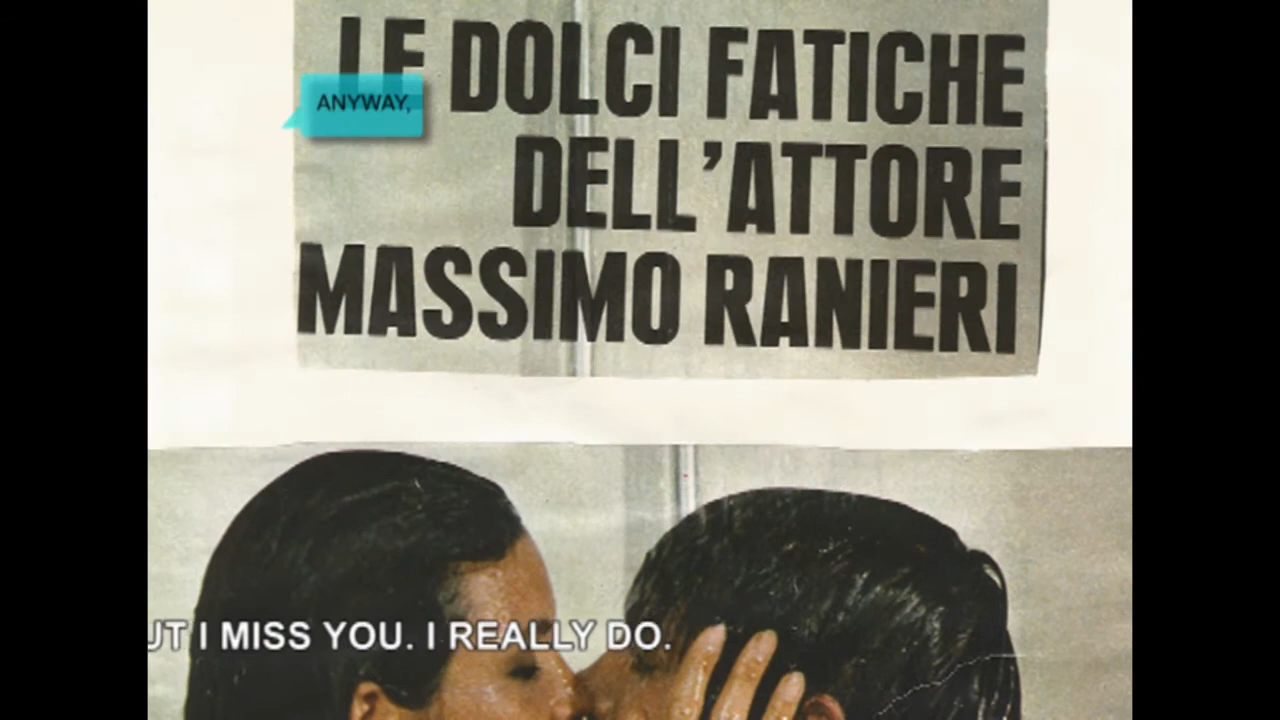 LE DOLCI FATICHE
ANYWAY,
DELL'ATTORE
MASSIMO RANIERI
I MISS YOU. I REALLY DO.